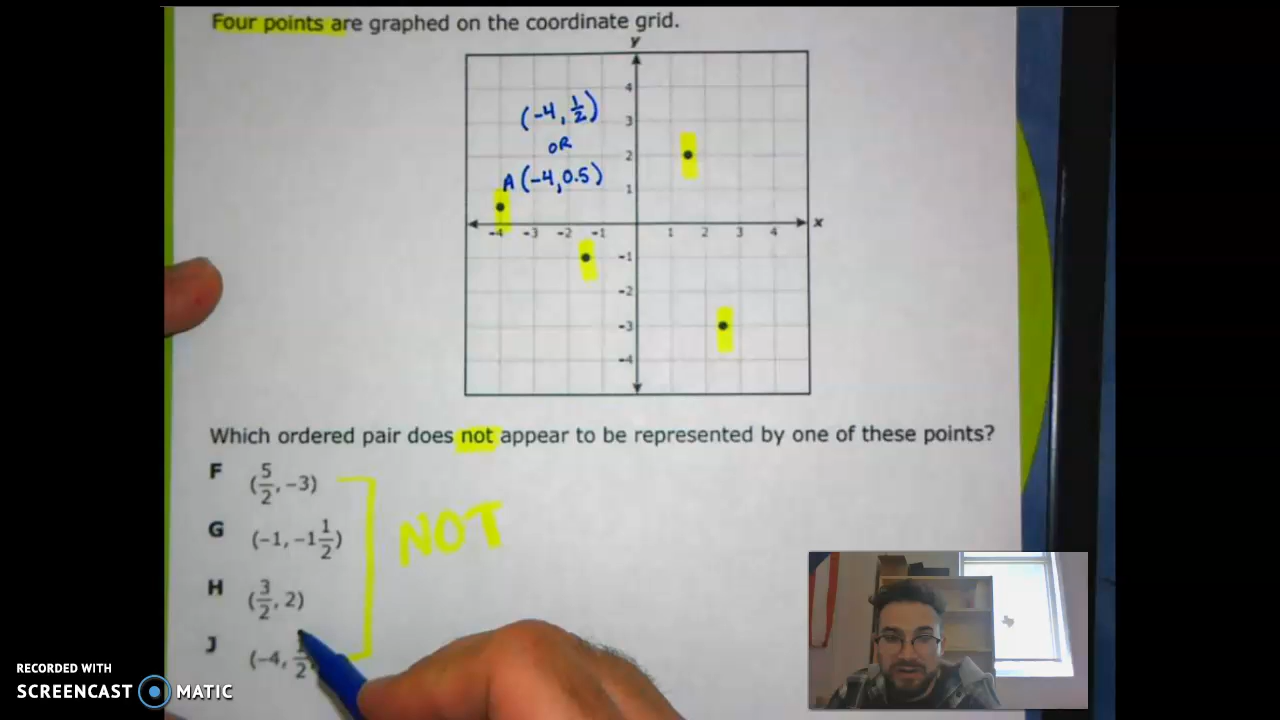 Four points are graphed on the coordinate grid.
y
4
(-4, 1/2)
3
OR
2
A (-4, 0.5)
1
-4 -3 -2 -1 1 2 3 4 x
-1
-2
-3
-4
Which ordered pair does not appear to be represented by one of these points?
F (5/2, -3)
G (-1, -1 1/2)
NOT
H (3/2, 2)
J (-4, 1/2
RECORDED WITH
SCREENCAST MATIC